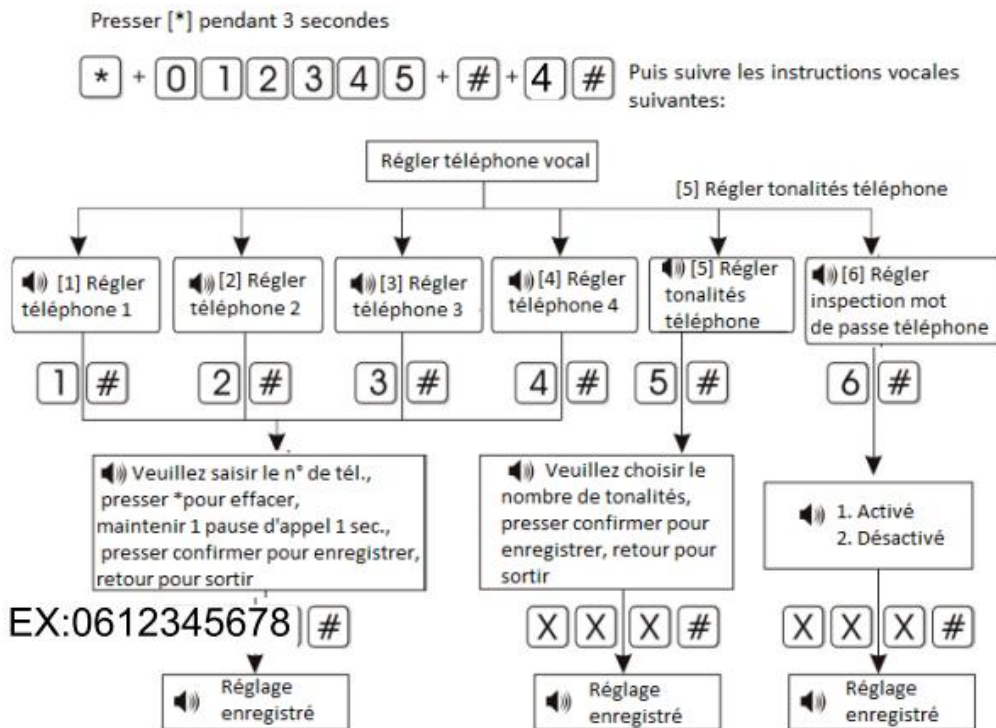 Presser [*] pendant 3 secondes
* + 0 1 2 3 4 5 + # + 4 # Puis suivre les instructions vocales
suivantes:
Régler téléphone vocal
[5] Régler tonalités téléphone
[1] Régler
téléphone 1
[2] Régler
téléphone 2
[3] Régler
téléphone 3
[4] Régler
téléphone 4
[5] Régler
tonalités
téléphone
[6] Régler
inspection mot
de passe téléphone
1 # 2 # 3 # 4 # 5 # 6 #
Veuillez saisir le n° de tél.,
presser *pour effacer,
maintenir 1 pause d'appel 1 sec.,
presser confirmer pour enregistrer,
retour pour sortir
Veuillez choisir le
nombre de tonalités,
presser confirmer pour
enregistrer, retour pour
sortir
1. Activé
2. Désactivé
EX:0612345678 #
X X X #
X X X #
Réglage
enregistré
Réglage
enregistré
Réglage
enregistré